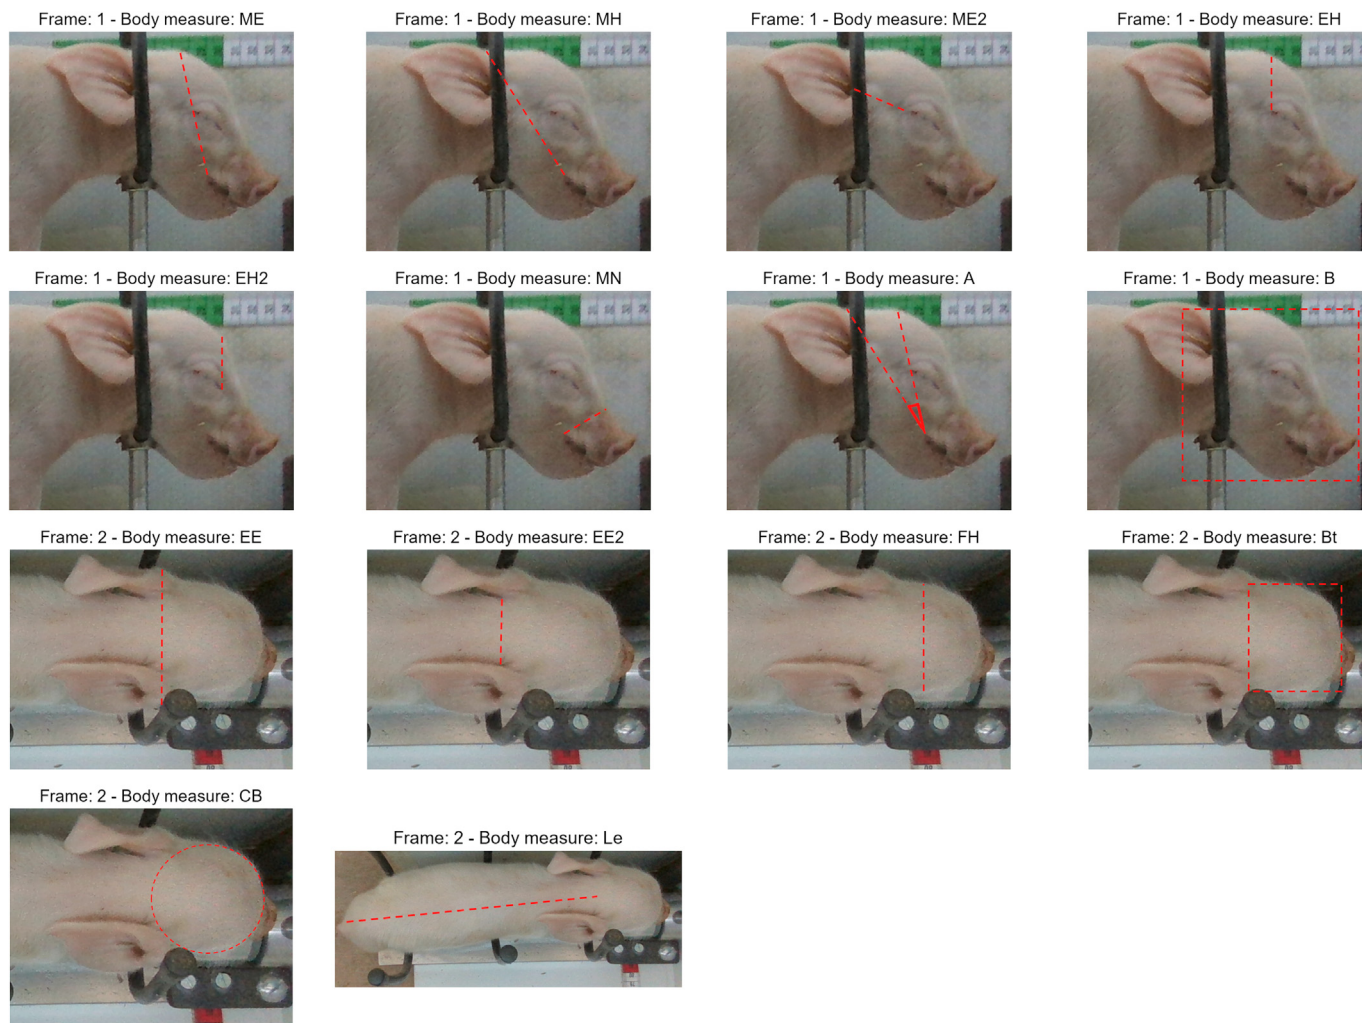 Frame: 1 - Body measure: ME
Frame: 1 - Body measure: MH
Frame: 1 - Body measure: ME2
Frame: 1 - Body measure: EH
Frame: 1 - Body measure: EH2
Frame: 1 - Body measure: MN
Frame: 1 - Body measure: A
Frame: 1 - Body measure: B
Frame: 2 - Body measure: EE
Frame: 2 - Body measure: EE2
Frame: 2 - Body measure: FH
Frame: 2 - Body measure: Bt
Frame: 2 - Body measure: CB
Frame: 2 - Body measure: Le